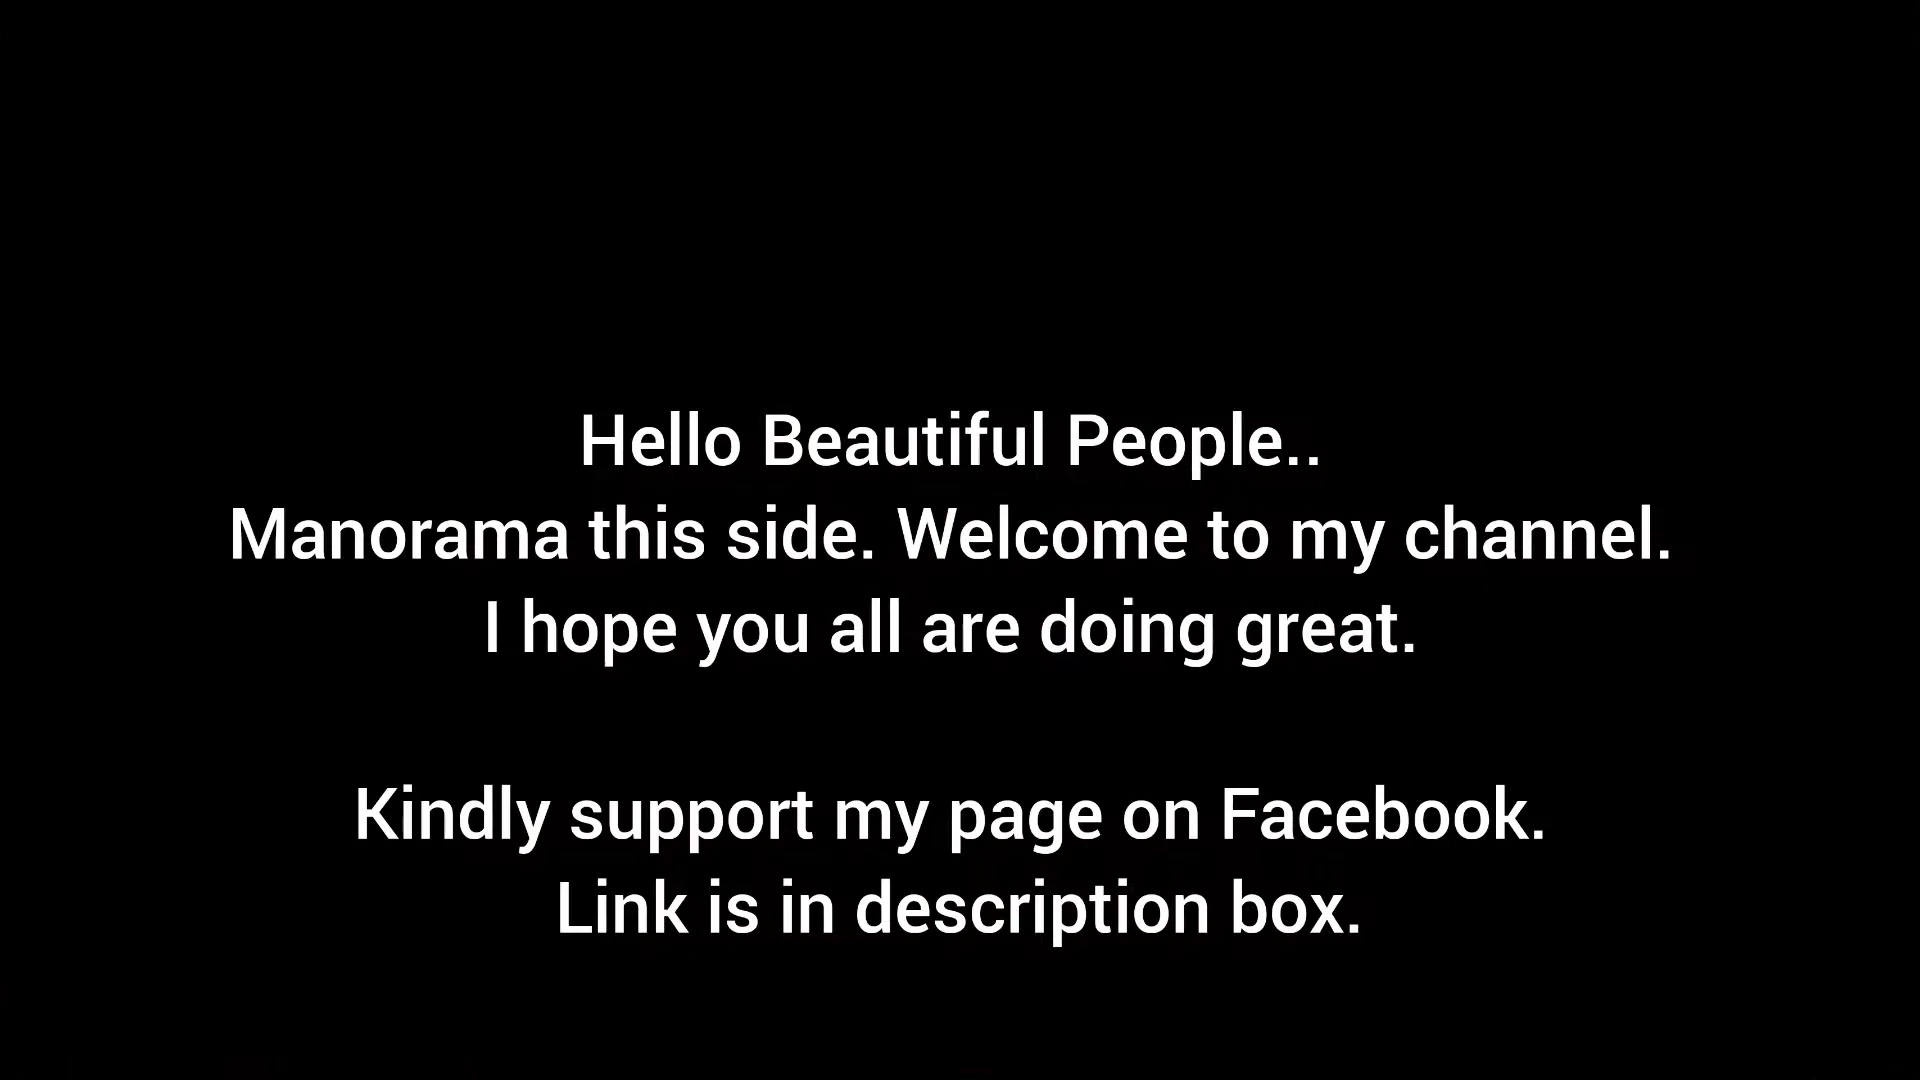 Hello Beautiful People..
Manorama this side. Welcome to my channel.
I hope you all are doing great.
Kindly support my page on Facebook.
Link is in description box.